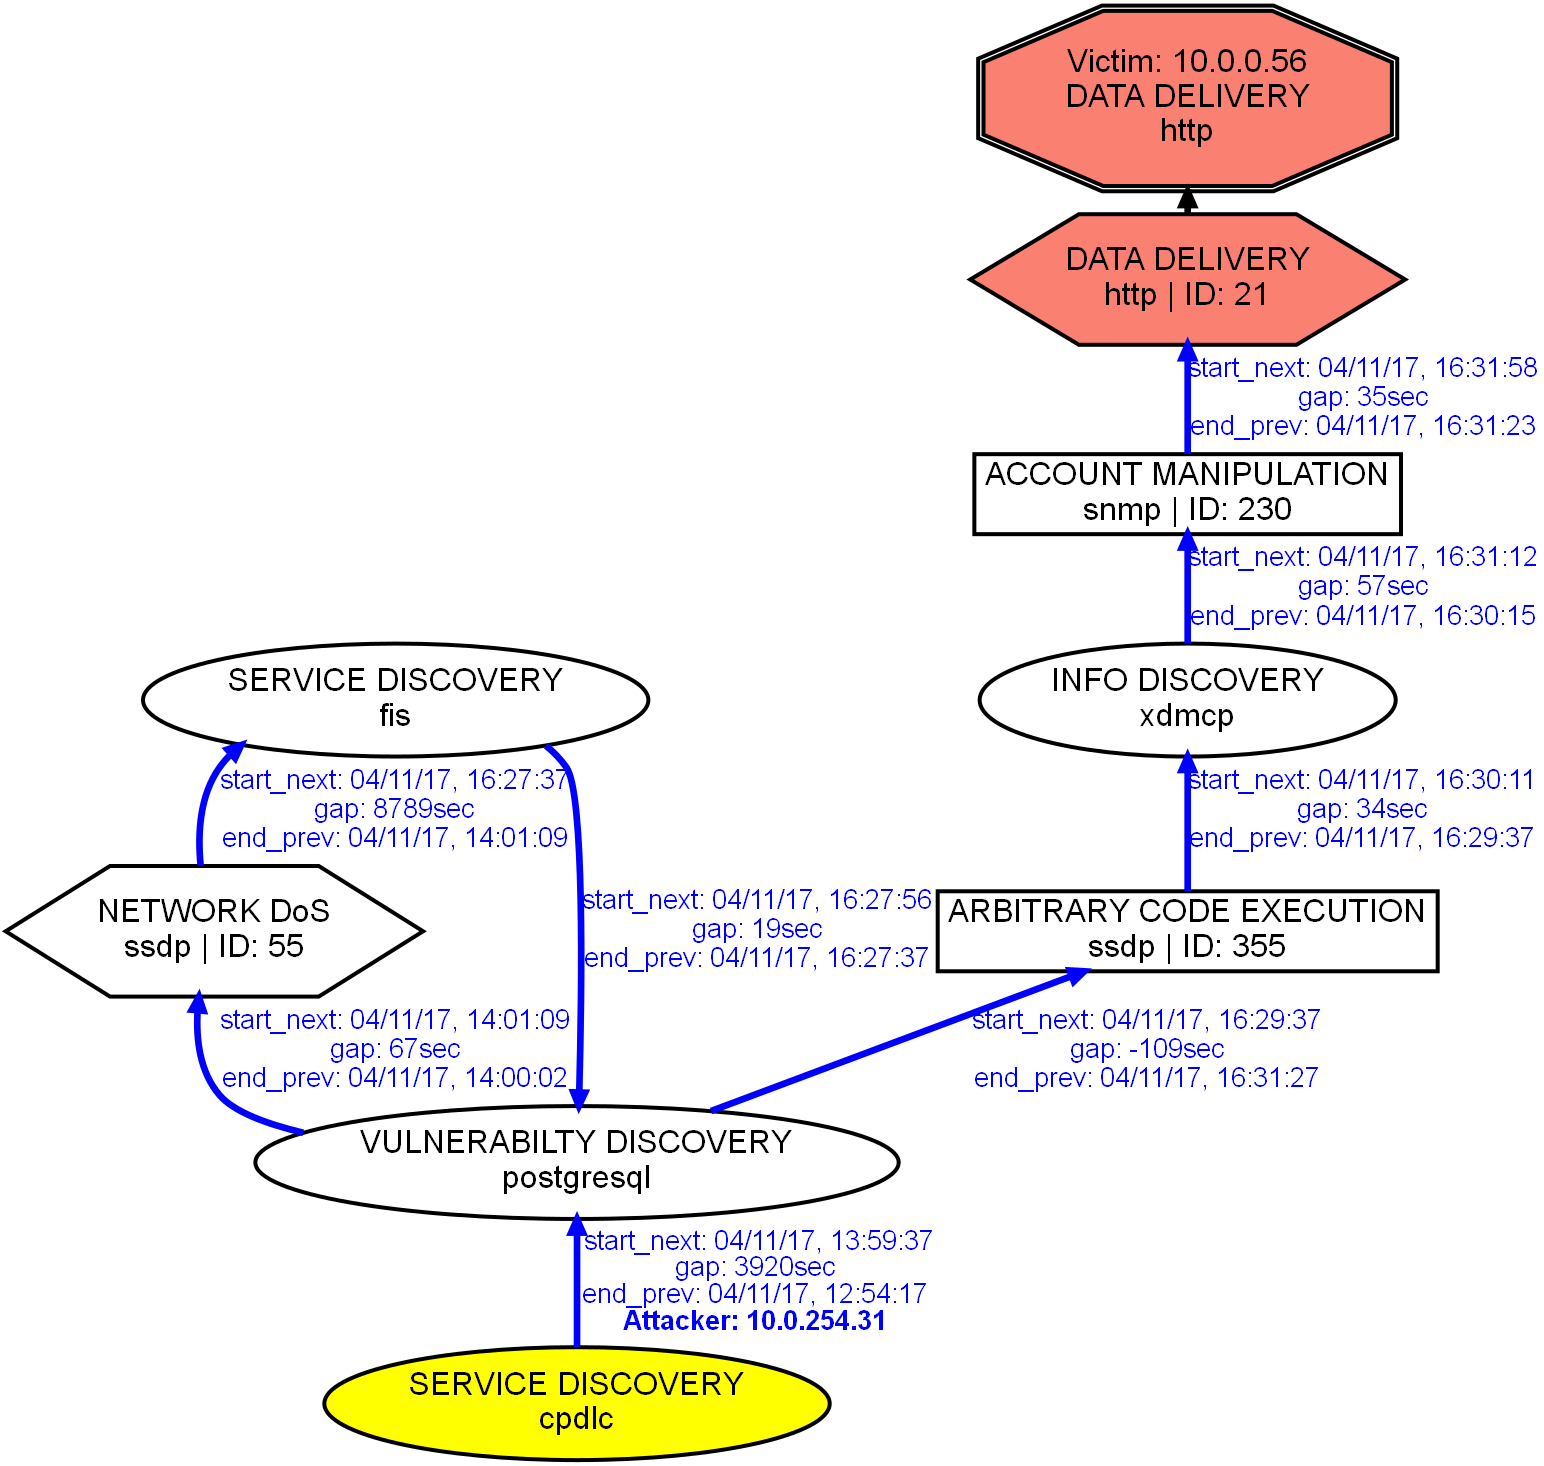 Victim: 10.0.0.56
DATA DELIVERY
http
DATA DELIVERY
http | ID: 21
start_next: 04/11/17, 16:31:58
gap: 35sec
end_prev: 04/11/17, 16:31:23
ACCOUNT MANIPULATION
snmp | ID: 230
start_next: 04/11/17, 16:31:12
gap: 57sec
end_prev: 04/11/17, 16:30:15
SERVICE DISCOVERY
fis
INFO DISCOVERY
xdmcp
start_next: 04/11/17, 16:27:37
gap: 8789sec
end_prev: 04/11/17, 14:01:09
start_next: 04/11/17, 16:30:11
gap: 34sec
end_prev: 04/11/17, 16:29:37
NETWORK DoS
ssdp | ID: 55
start_next: 04/11/17, 16:27:56
gap: 19sec
end_prev: 04/11/17, 16:27:37
ARBITRARY CODE EXECUTION
ssdp | ID: 355
start_next: 04/11/17, 14:01:09
gap: 67sec
end_prev: 04/11/17, 14:00:02
start_next: 04/11/17, 16:29:37
gap: -109sec
end_prev: 04/11/17, 16:31:27
VULNERABILTY DISCOVERY
postgresql
start_next: 04/11/17, 13:59:37
gap: 3920sec
end_prev: 04/11/17, 12:54:17
Attacker: 10.0.254.31
SERVICE DISCOVERY
cpdlc